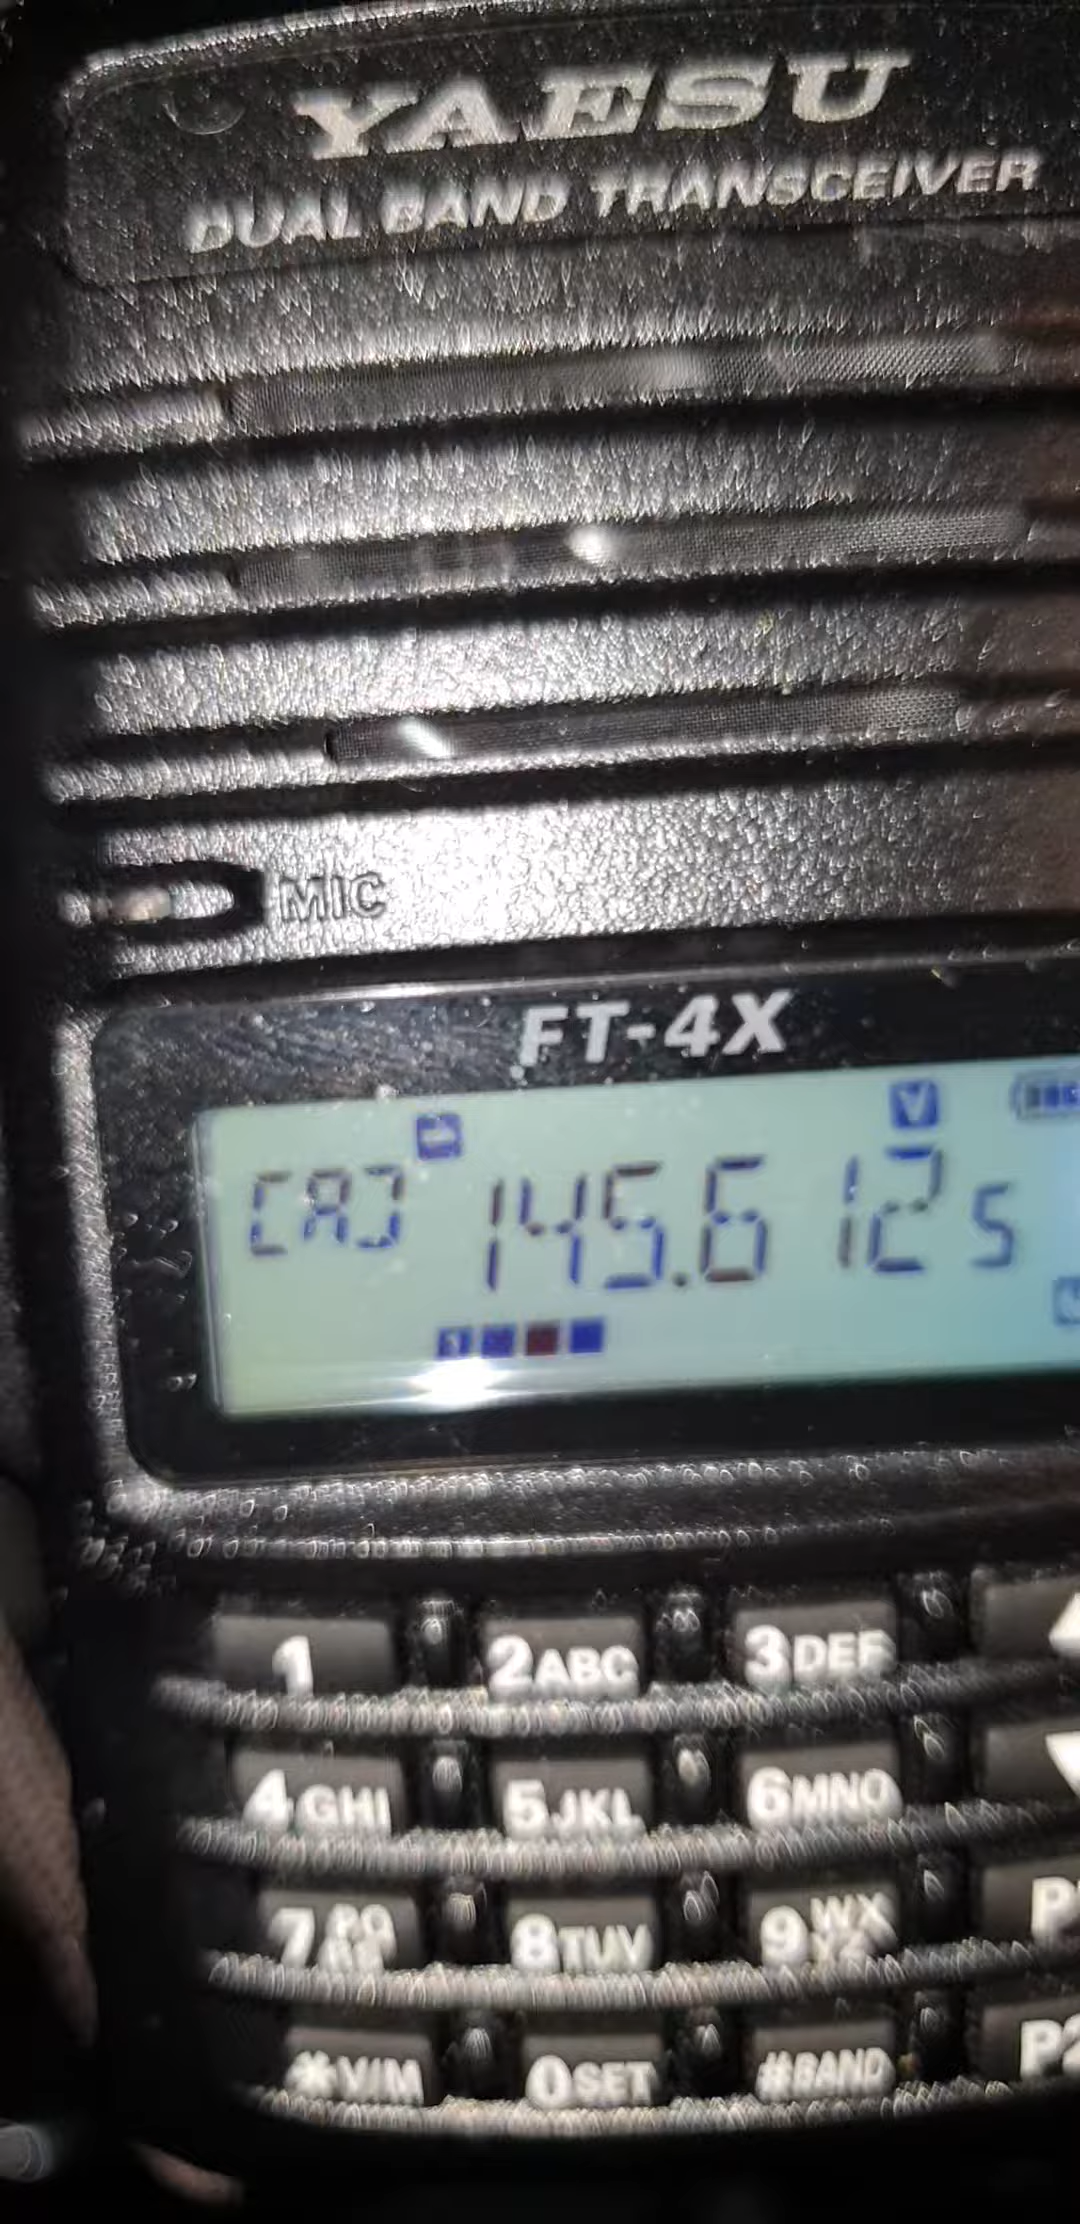 YAESU
DUAL BAND TRANSCEIVER
MIC
FT-4X
V
[A] 145.6125
1 2ABC 3DEF
4GHI 5JKL 6MNO
8TUV 9WXYZ
*V/M 0SET #BAND P2